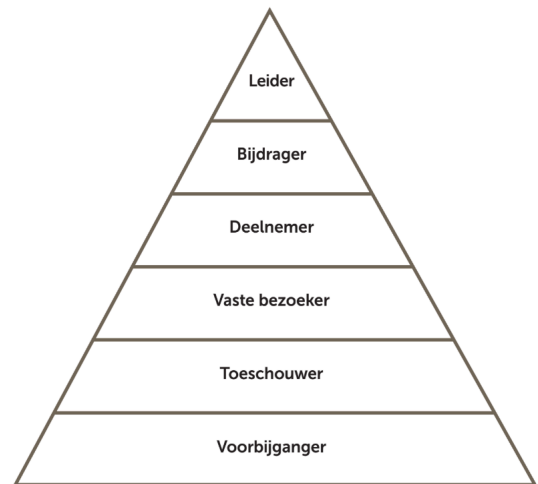 Leider
Bijdrager
Deelnemer
Vaste bezoeker
Toeschouwer
Voorbijganger